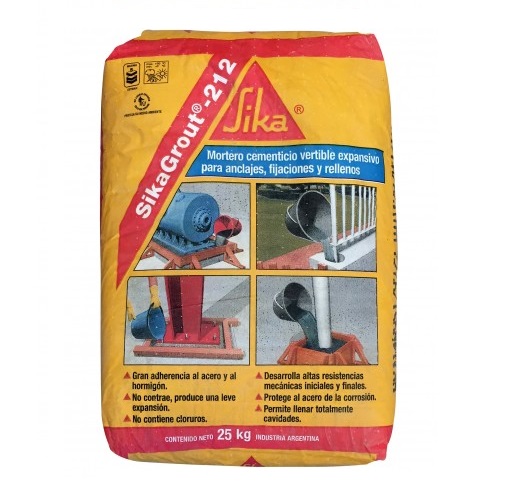 SikaGrout®-212
Sika®
Mortero cementicio vertible expansivo
para anclajes, fijaciones y rellenos
Gran adherencia al acero y al
hormigón.
No contrae, produce una leve
expansión.
No contiene cloruros.
Desarrolla altas resistencias
mecánicas iniciales y finales.
Protege al acero de la corrosión.
Permite llenar totalmente
cavidades.
CONTENIDO NETO 25 kg INDUSTRIA ARGENTINA